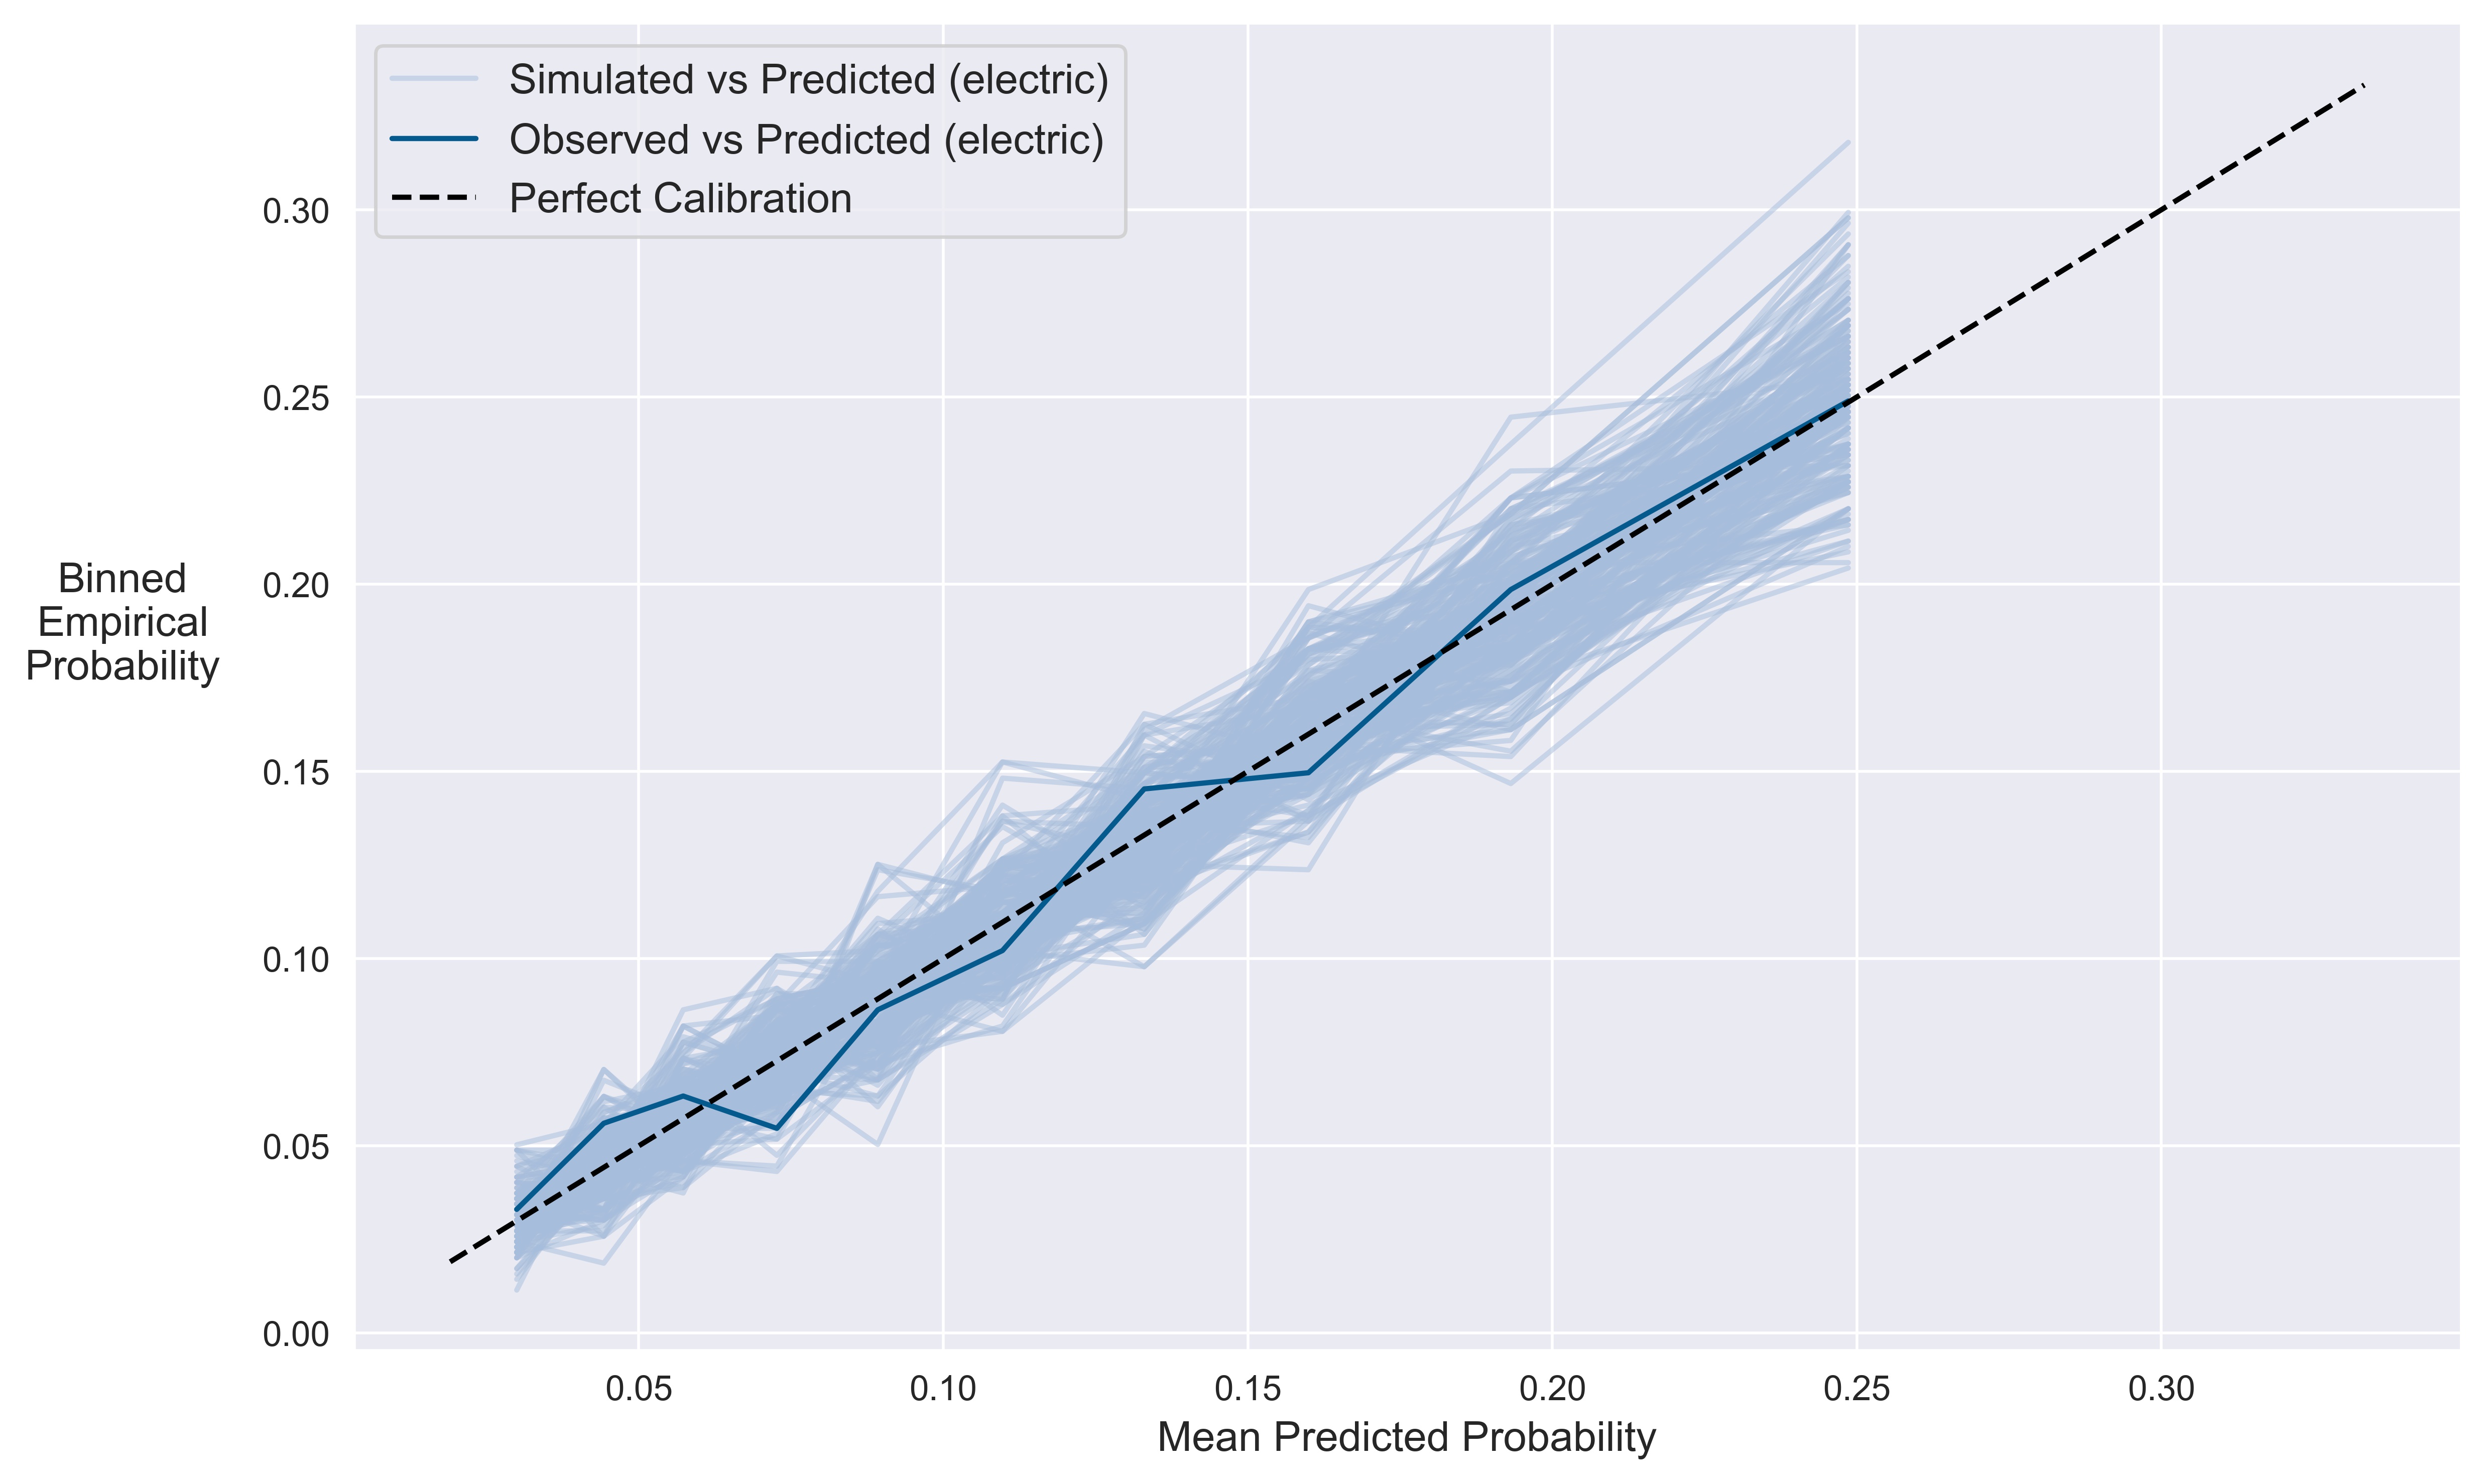 Simulated vs Predicted (electric)
Observed vs Predicted (electric)
Perfect Calibration
0.30
0.25
0.20
0.15
0.10
0.05
0.00
Binned
Empirical
Probability
0.05 0.10 0.15 0.20 0.25 0.30
Mean Predicted Probability